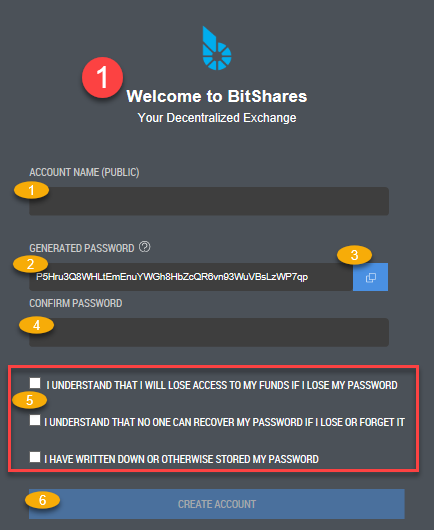 1
Welcome to BitShares
Your Decentralized Exchange
ACCOUNT NAME (PUBLIC)
1
GENERATED PASSWORD ?
2
3
P5Hru3Q8WHLtEmEnuYWGh8HbZcQR6vn93WuVBsLzWP7qp
CONFIRM PASSWORD
4
I UNDERSTAND THAT I WILL LOSE ACCESS TO MY FUNDS IF I LOSE MY PASSWORD
5
I UNDERSTAND THAT NO ONE CAN RECOVER MY PASSWORD IF I LOSE OR FORGET IT
I HAVE WRITTEN DOWN OR OTHERWISE STORED MY PASSWORD
6
CREATE ACCOUNT